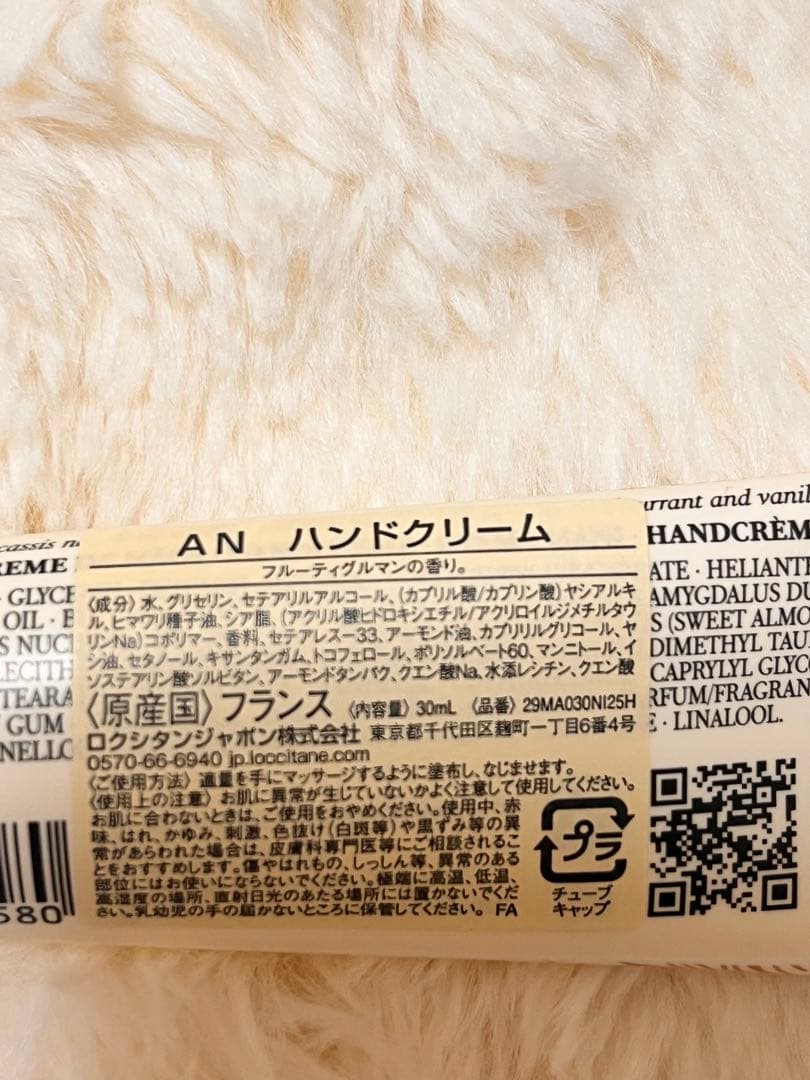 cassis
AN ハンドクリーム
フルーティグルマンの香り。
〈成分〉水、グリセリン、セテアリルアルコール、(カプリル酸/カプリン酸)ヤシアルキ
ル、ヒマワリ種子油、シア脂、(アクリル酸ヒドロキシエチル/アクリロイルジメチルタウ
リンNa)コポリマー、香料、セテアレス-33、アーモンド油、カプリリルグリコール、ヤ
シ油、セタノール、キサンタンガム、トコフェロール、ポリソルベート60、マンニトール、イ
ソステアリン酸ソルビタン、アーモンドタンパク、クエン酸Na、水添レシチン、クエン酸
〈原産国〉フランス 〈内容量〉30mL 〈品番〉29MA030NI25H
ロクシタンジャポン株式会社 東京都千代田区麹町一丁目6番4号
0570-66-6940 jp.loccitane.com
〈ご使用方法〉適量を手にマッサージするように塗布し、なじませます。
〈使用上の注意〉お肌に異常が生じていないかよく注意して使用してください。
お肌に合わないときは、ご使用をおやめください。使用中、赤
味、はれ、かゆみ、刺激、色抜け(白斑等)や黒ずみ等の異
常があらわれた場合は、皮膚科専門医等にご相談されるこ
とをおすすめします。傷やはれもの、しっしん等、異常のある
部位にはお使いにならないでください。極端に高温、低温、
高湿度の場所、直射日光のあたる場所には置かないでくだ
さい。乳幼児の手の届かないところに保管してください。 FA
プラ
チューブ
キャップ
REME
GLYCE
OIL · B
S NUC
LECITH
TEARA
GUM
NELLO
580
urrant and vanil
HANDCRÈM
ATE · HELIANTH
AMYGDALUS DU
S (SWEET ALMO
DIMETHYL TAU
CAPRYLYL GLYC
RFUM/FRAGRAN
E · LINALOOL.